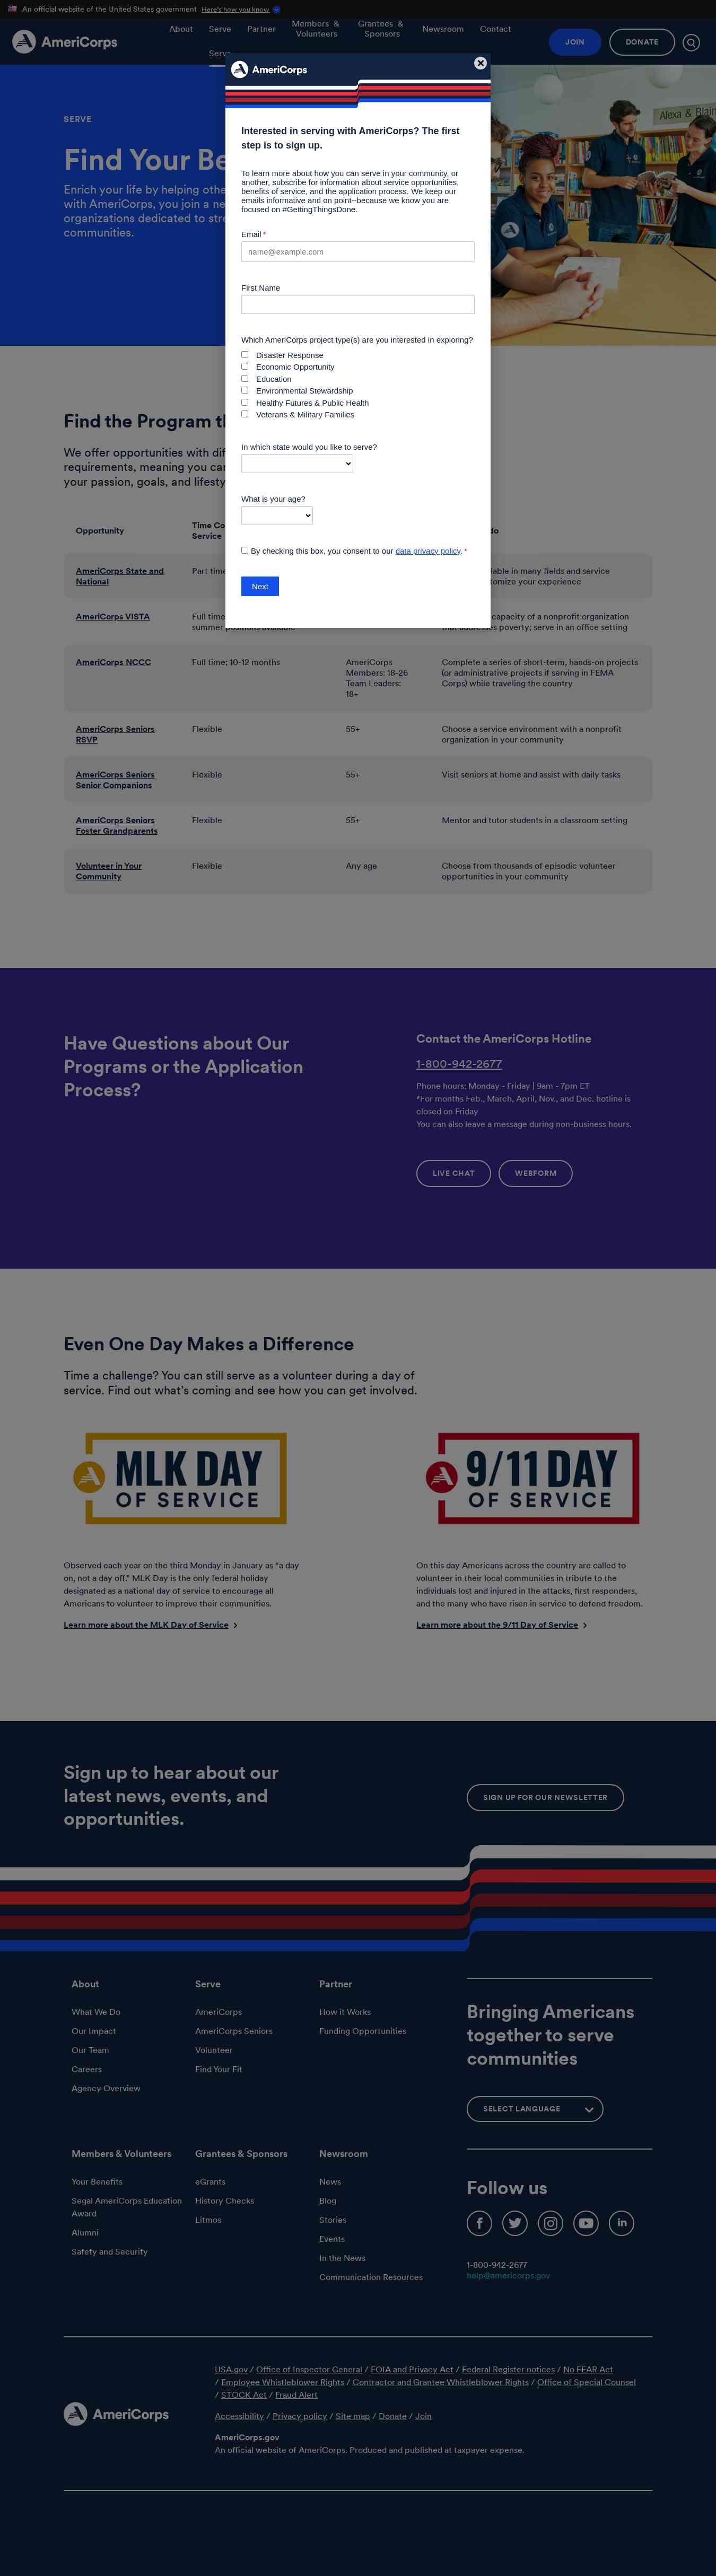 An official website of the United States government Here's how you know
AmeriCorps
About Serve Partner Members & Volunteers Grantees & Sponsors Newsroom Contact
JOIN
DONATE
Serve
SERVE
Find Your Be
Enrich your life by helping othe
with AmeriCorps, you join a ne
organizations dedicated to stre
communities.
Alexa & Blain
AmeriCorps
Interested in serving with AmeriCorps? The first
step is to sign up.
To learn more about how you can serve in your community, or
another, subscribe for information about service opportunities,
benefits of service, and the application process. We keep our
emails informative and on point--because we know you are
focused on #GettingThingsDone.
Email *
name@example.com
First Name
Which AmeriCorps project type(s) are you interested in exploring?
Disaster Response
Economic Opportunity
Education
Environmental Stewardship
Healthy Futures & Public Health
Veterans & Military Families
In which state would you like to serve?
What is your age?
By checking this box, you consent to our data privacy policy. *
Next
Find the Program th
We offer opportunities with dif
requirements, meaning you car
your passion, goals, and lifesty
Opportunity
Time Co
Service
do
AmeriCorps State and
National
Part time
lable in many fields and service
tomize your experience
AmeriCorps VISTA
Full time
summer positions available
capacity of a nonprofit organization
that addresses poverty; serve in an office setting
AmeriCorps NCCC
Full time; 10-12 months
AmeriCorps
Members: 18-26
Team Leaders:
18+
Complete a series of short-term, hands-on projects
(or administrative projects if serving in FEMA
Corps) while traveling the country
AmeriCorps Seniors
RSVP
Flexible
55+
Choose a service environment with a nonprofit
organization in your community
AmeriCorps Seniors
Senior Companions
Flexible
55+
Visit seniors at home and assist with daily tasks
AmeriCorps Seniors
Foster Grandparents
Flexible
55+
Mentor and tutor students in a classroom setting
Volunteer in Your
Community
Flexible
Any age
Choose from thousands of episodic volunteer
opportunities in your community
Have Questions about Our
Programs or the Application
Process?
Contact the AmeriCorps Hotline
1-800-942-2677
Phone hours: Monday - Friday | 9am - 7pm ET
*For months Feb., March, April, Nov., and Dec. hotline is
closed on Friday
You can also leave a message during non-business hours.
LIVE CHAT
WEBFORM
Even One Day Makes a Difference
Time a challenge? You can still serve as a volunteer during a day of
service. Find out what's coming and see how you can get involved.
MLK DAY
OF SERVICE
9/11 DAY
OF SERVICE
Observed each year on the third Monday in January as “a day
on, not a day off.” MLK Day is the only federal holiday
designated as a national day of service to encourage all
Americans to volunteer to improve their communities.
Learn more about the MLK Day of Service
On this day Americans across the country are called to
volunteer in their local communities in tribute to the
individuals lost and injured in the attacks, first responders,
and the many who have risen in service to defend freedom.
Learn more about the 9/11 Day of Service
Sign up to hear about our
latest news, events, and
opportunities.
SIGN UP FOR OUR NEWSLETTER
About
What We Do
Our Impact
Our Team
Careers
Agency Overview
Serve
AmeriCorps
AmeriCorps Seniors
Volunteer
Find Your Fit
Partner
How it Works
Funding Opportunities
Bringing Americans
together to serve
communities
SELECT LANGUAGE
Members & Volunteers
Your Benefits
Segal AmeriCorps Education
Award
Alumni
Safety and Security
Grantees & Sponsors
eGrants
History Checks
Litmos
Newsroom
News
Blog
Stories
Events
In the News
Communication Resources
Follow us
1-800-942-2677
help@americorps.gov
AmeriCorps
USA.gov / Office of Inspector General / FOIA and Privacy Act / Federal Register notices / No FEAR Act
/ Employee Whistleblower Rights / Contractor and Grantee Whistleblower Rights / Office of Special Counsel
/ STOCK Act / Fraud Alert
Accessibility / Privacy policy / Site map / Donate / Join
AmeriCorps.gov
An official website of AmeriCorps. Produced and published at taxpayer expense.